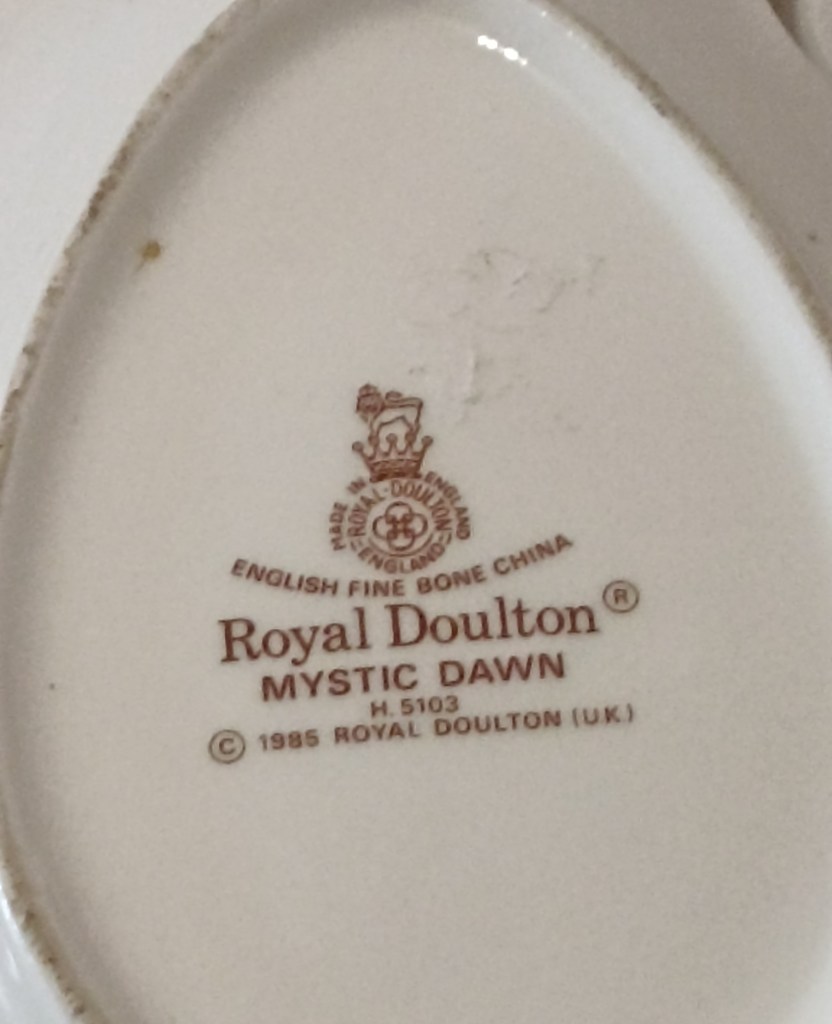 MADE IN ENGLAND
ROYAL·DOULTON
ENGLAND
ENGLISH FINE BONE CHINA
Royal Doulton ®
MYSTIC DAWN
H. 5103
© 1985 ROYAL DOULTON (UK)